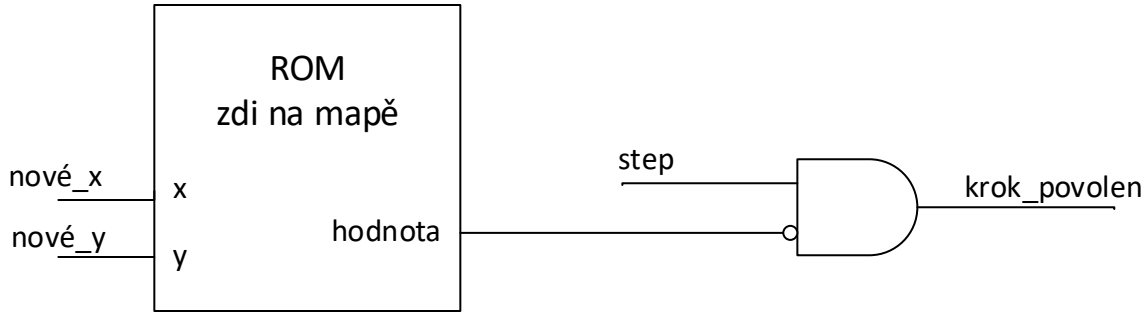 ROM
zdi na mapě
nové_x
x
nové_y
y
hodnota
step
krok_povolen